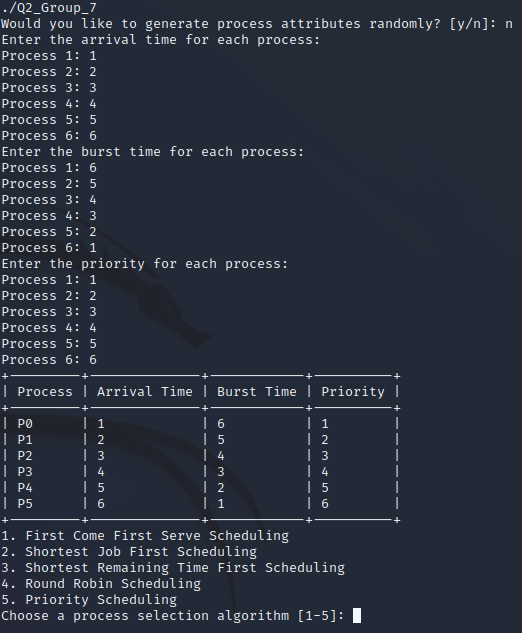 ./Q2_Group_7
Would you like to generate process attributes randomly? [y/n]: n
Enter the arrival time for each process:
Process 1: 1
Process 2: 2
Process 3: 3
Process 4: 4
Process 5: 5
Process 6: 6
Enter the burst time for each process:
Process 1: 6
Process 2: 5
Process 3: 4
Process 4: 3
Process 5: 2
Process 6: 1
Enter the priority for each process:
Process 1: 1
Process 2: 2
Process 3: 3
Process 4: 4
Process 5: 5
Process 6: 6
+---------+--------------+------------+----------+
| Process | Arrival Time | Burst Time | Priority |
+---------+--------------+------------+----------+
| P0      | 1            | 6          | 1        |
| P1      | 2            | 5          | 2        |
| P2      | 3            | 4          | 3        |
| P3      | 4            | 3          | 4        |
| P4      | 5            | 2          | 5        |
| P5      | 6            | 1          | 6        |
+---------+--------------+------------+----------+
1. First Come First Serve Scheduling
2. Shortest Job First Scheduling
3. Shortest Remaining Time First Scheduling
4. Round Robin Scheduling
5. Priority Scheduling
Choose a process selection algorithm [1-5]: